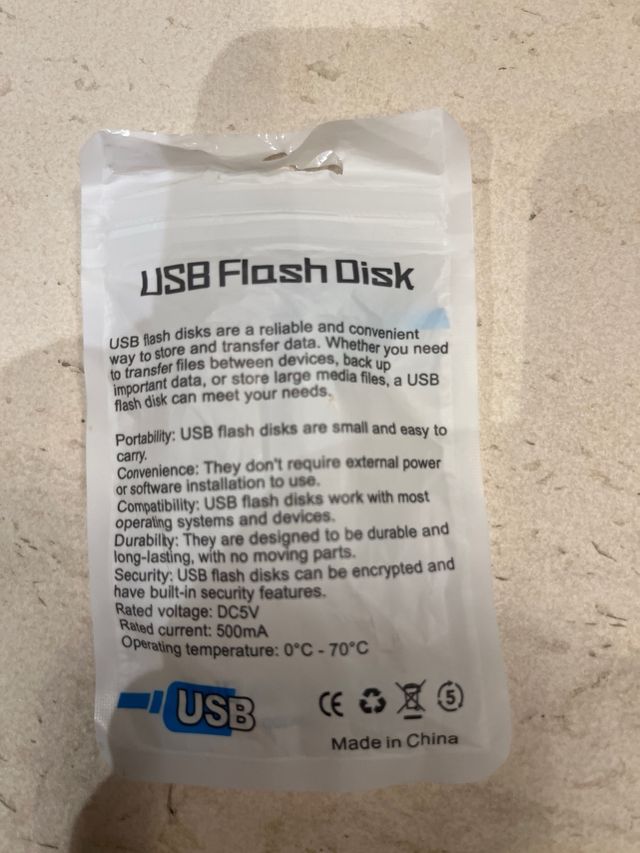 USB Flash Disk
USB flash disks are a reliable and convenient
way to store and transfer data. Whether you need
to transfer files between devices, back up
important data, or store large media files, a USB
flash disk can meet your needs.
Portability: USB flash disks are small and easy to
carry.
Convenience: They don't require external power
or software installation to use.
Compatibility: USB flash disks work with most
operating systems and devices.
Durability: They are designed to be durable and
long-lasting, with no moving parts.
Security: USB flash disks can be encrypted and
have built-in security features.
Rated voltage: DC5V
Rated current: 500mA
Operating temperature: 0°C - 70°C
USB CE 5
Made in China